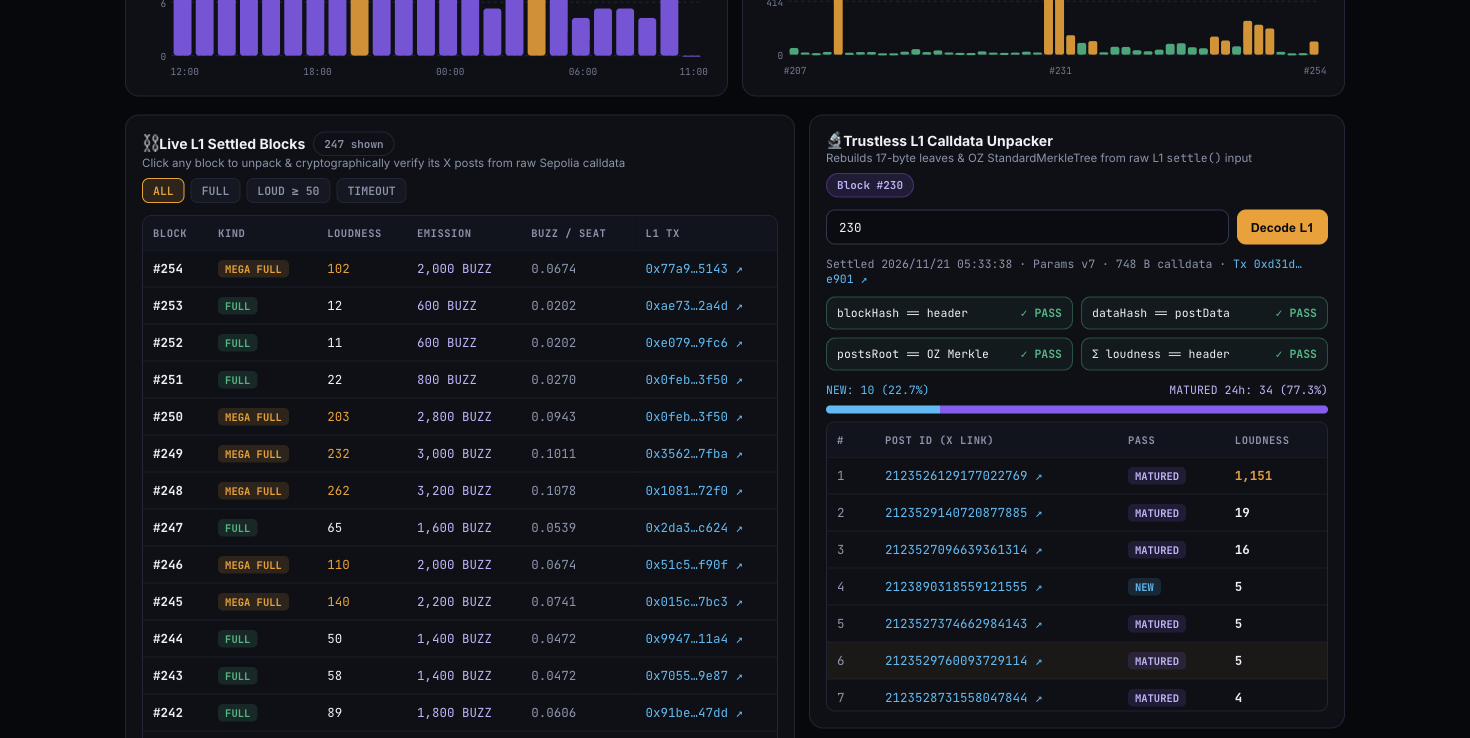 6
0
12:00 18:00 00:00 06:00 11:00
414
0
#207 #231 #254
Live L1 Settled Blocks 247 shown
Click any block to unpack & cryptographically verify its X posts from raw Sepolia calldata
ALL FULL LOUD ≥ 50 TIMEOUT
BLOCK KIND LOUDNESS EMISSION BUZZ / SEAT L1 TX
#254 MEGA FULL 102 2,000 BUZZ 0.0674 0x77a9…5143 ↗
#253 FULL 12 600 BUZZ 0.0202 0xae73…2a4d ↗
#252 FULL 11 600 BUZZ 0.0202 0xe079…9fc6 ↗
#251 FULL 22 800 BUZZ 0.0270 0x0feb…3f50 ↗
#250 MEGA FULL 203 2,800 BUZZ 0.0943 0x0feb…3f50 ↗
#249 MEGA FULL 232 3,000 BUZZ 0.1011 0x3562…7fba ↗
#248 MEGA FULL 262 3,200 BUZZ 0.1078 0x1081…72f0 ↗
#247 FULL 65 1,600 BUZZ 0.0539 0x2da3…c624 ↗
#246 MEGA FULL 110 2,000 BUZZ 0.0674 0x51c5…f90f ↗
#245 MEGA FULL 140 2,200 BUZZ 0.0741 0x015c…7bc3 ↗
#244 FULL 50 1,400 BUZZ 0.0472 0x9947…11a4 ↗
#243 FULL 58 1,400 BUZZ 0.0472 0x7055…9e87 ↗
#242 FULL 89 1,800 BUZZ 0.0606 0x91be…47dd ↗
Trustless L1 Calldata Unpacker
Rebuilds 17-byte leaves & OZ StandardMerkleTree from raw L1 settle() input
Block #230
230 Decode L1
Settled 2026/11/21 05:33:38 · Params v7 · 748 B calldata · Tx 0xd31d…
e901 ↗
blockHash == header ✓ PASS dataHash == postData ✓ PASS
postsRoot == OZ Merkle ✓ PASS Σ loudness == header ✓ PASS
NEW: 10 (22.7%) MATURED 24h: 34 (77.3%)
# POST ID (X LINK) PASS LOUDNESS
1 2123526129177022769 ↗ MATURED 1,151
2 2123529140720877885 ↗ MATURED 19
3 2123527096639361314 ↗ MATURED 16
4 2123890318559121555 ↗ NEW 5
5 2123527374662984143 ↗ MATURED 5
6 2123529760093729114 ↗ MATURED 5
7 2123528731558047844 ↗ MATURED 4